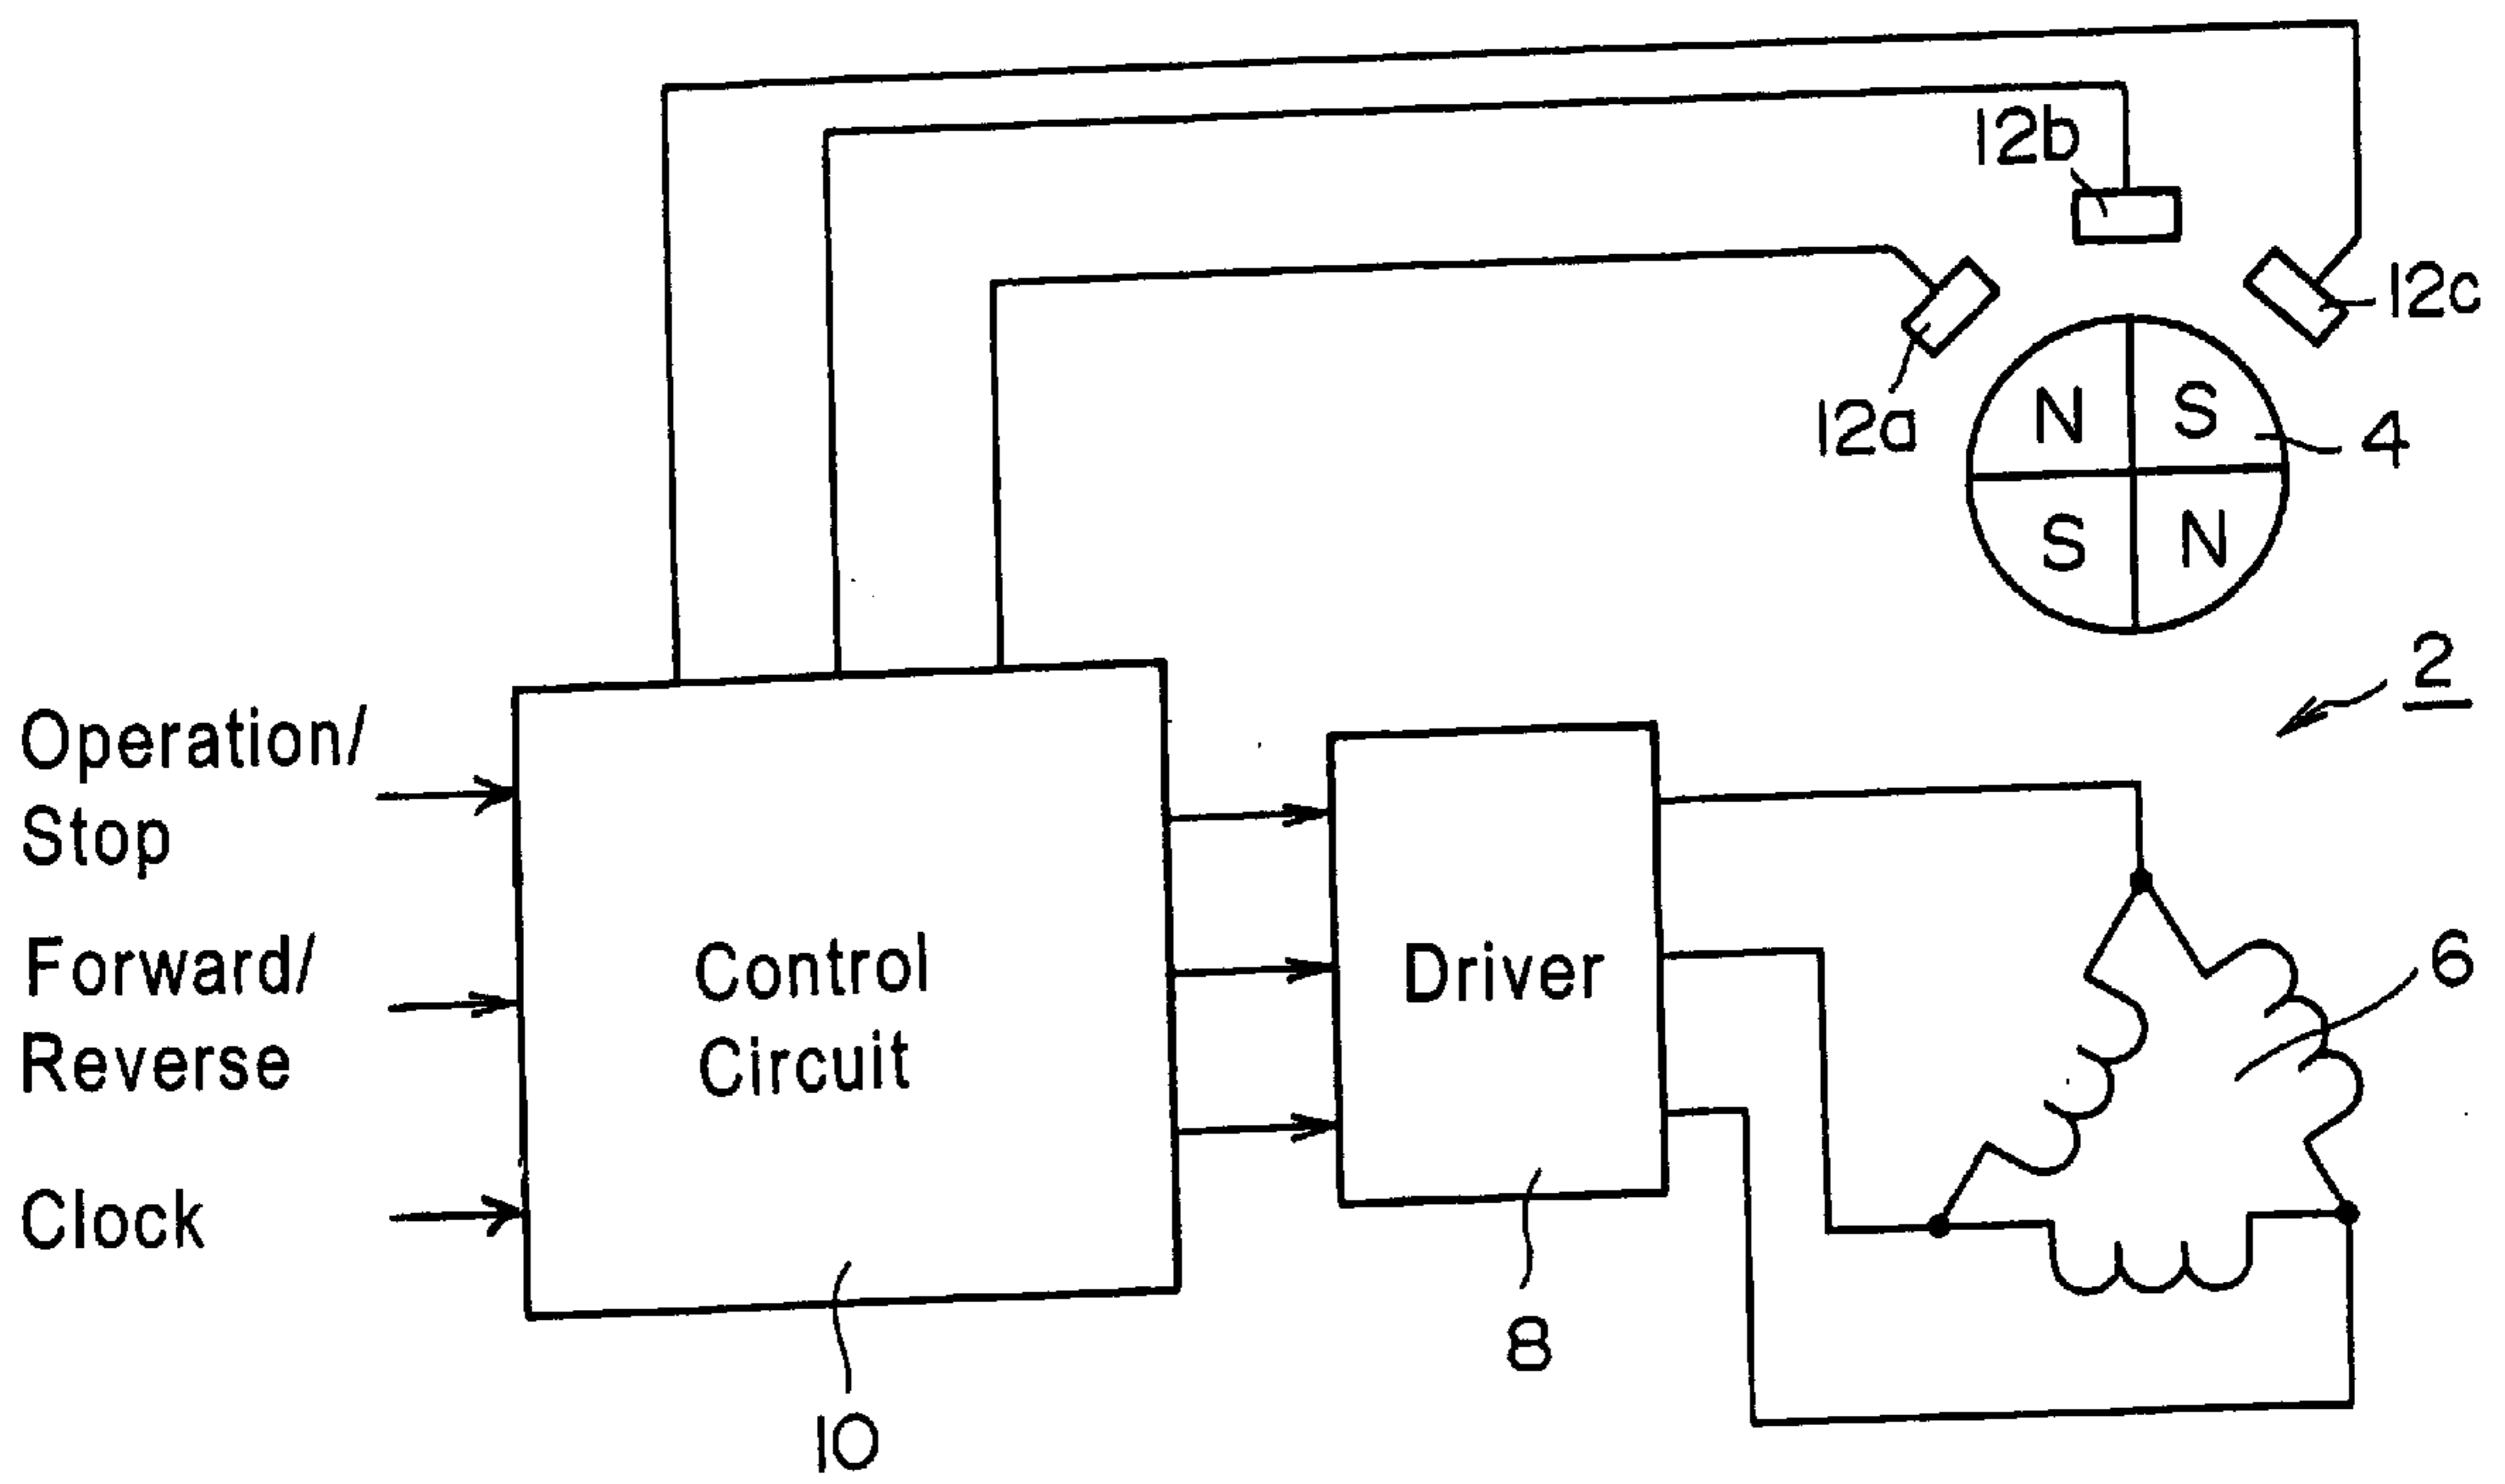 12b
12c
12a
N S
4
S N
2
Operation/
Stop
Forward/
Reverse
Clock
Control
Circuit
Driver
6
8
10